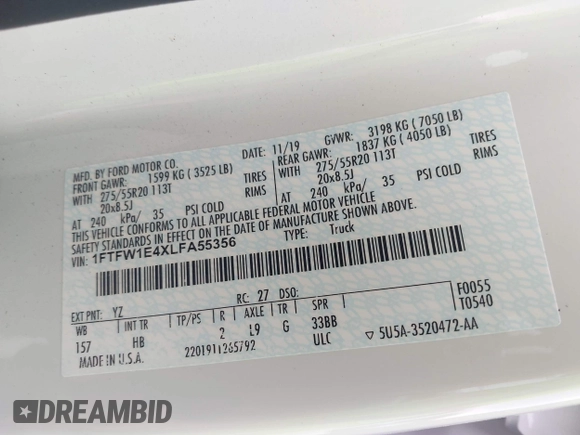 MFD. BY FORD MOTOR CO.
11/19 GVWR: 3198 KG ( 7050 LB)
FRONT GAWR: 1599 KG ( 3525 LB)
REAR GAWR: 1837 KG ( 4050 LB)
WITH 275/55R20 113T TIRES
WITH 275/55R20 113T TIRES
20x8.5J RIMS
20x8.5J RIMS
AT 240 kPa/ 35 PSI COLD
AT 240 kPa/ 35 PSI COLD
THIS VEHICLE CONFORMS TO ALL APPLICABLE FEDERAL MOTOR VEHICLE
SAFETY STANDARDS IN EFFECT ON THE DATE OF MANUFACTURE SHOWN ABOVE.
VIN: 1FTFW1E4XLFA55356
TYPE: Truck
EXT PNT: YZ RC: 27 DSO: F0055
WB INT TR TP/PS R AXLE TR SPR T0540
157 HB 2 L9 G 33BB
MADE IN U.S.A. 2201911265792 ULC
5U5A-3520472-AA
DREAMBID